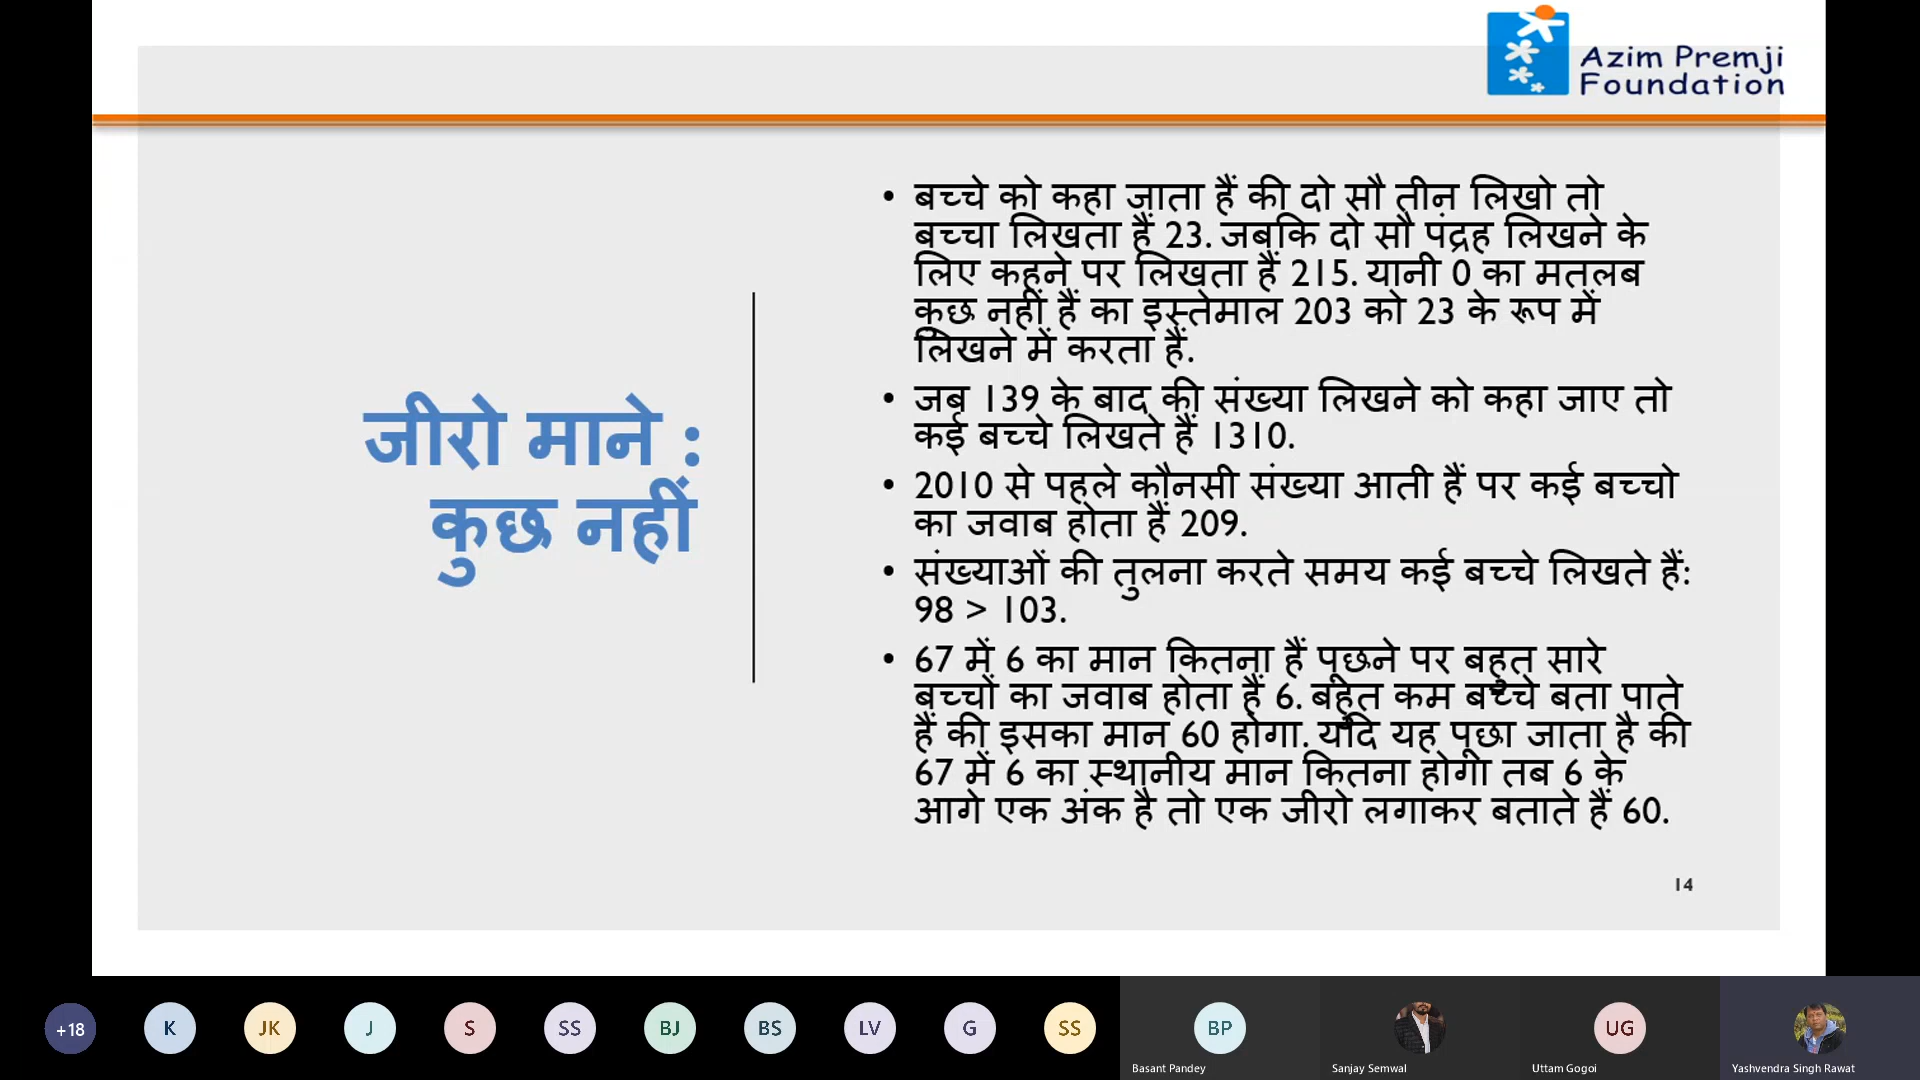 Azim Premji
Foundation
जीरो माने :
कुछ नहीं
• बच्चे को कहा जाता हैं की दो सौ तीन लिखो तो
बच्चा लिखता हैं 23. जबकि दो सौ पंद्रह लिखने के
लिए कहने पर लिखता हैं 215. यानी 0 का मतलब
कुछ नहीं हैं का इस्तेमाल 203 को 23 के रूप में
लिखने में करता हैं.
• जब 139 के बाद की संख्या लिखने को कहा जाए तो
कई बच्चे लिखते हैं 1310.
• 2010 से पहले कौनसी संख्या आती हैं पर कई बच्चो
का जवाब होता हैं 209.
• संख्याओं की तुलना करते समय कई बच्चे लिखते हैं:
98 > 103.
• 67 में 6 का मान कितना हैं पूछने पर बहुत सारे
बच्चों का जवाब होता हैं 6. बहुत कम बच्चे बता पाते
हैं की इसका मान 60 होगा. यदि यह पूछा जाता है की
67 में 6 का स्थानीय मान कितना होगा तब 6 के
आगे एक अंक है तो एक जीरो लगाकर बताते हैं 60.
14
+18 K JK J S SS BJ BS LV G SS BP UG
Basant Pandey Sanjay Semwal Uttam Gogoi Yashvendra Singh Rawat